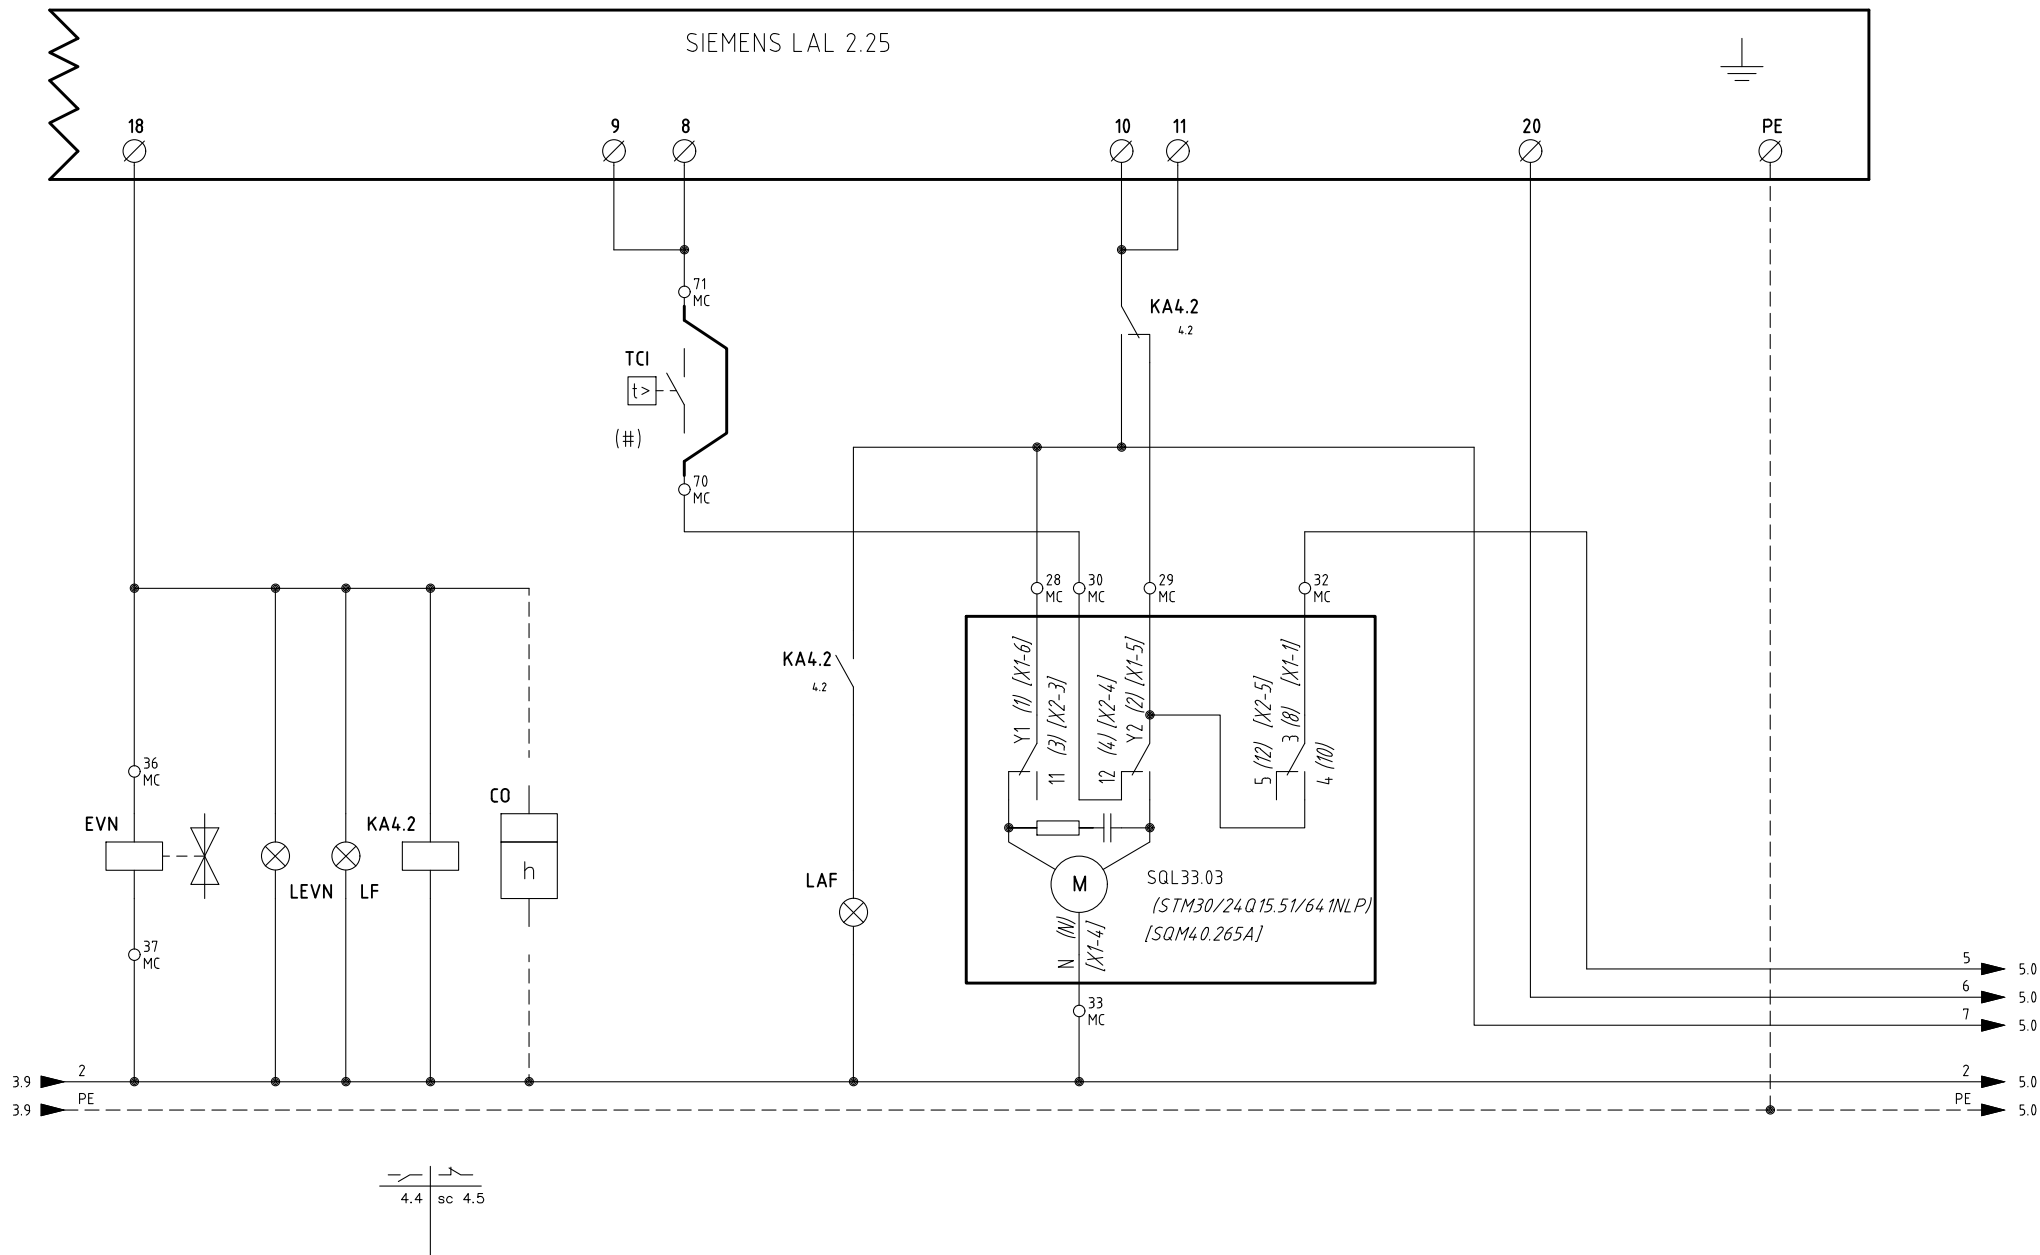 SIEMENS LAL 2.25
18
9
8
10
11
20
PE
71
MC
KA4.2
4.2
TCI
t>
(#)
70
MC
28
MC
30
MC
29
MC
32
MC
KA4.2
4.2
Y1 (1) [X1-6]
11 (3) [X2-3]
12 (4) [X2-4]
Y2 (2) [X1-5]
5 (12) [X2-5]
3 (8) [X1-1]
4 (10)
36
MC
CO
EVN
KA4.2
h
LEVN
LF
LAF
M
SQL33.03
(STM30/24Q15.51/641NLP)
[SQM40.265A]
N (N)
[X1-4]
37
MC
33
MC
5
5.0
6
5.0
7
5.0
3.9
2
2
5.0
3.9
PE
PE
5.0
4.4
sc 4.5